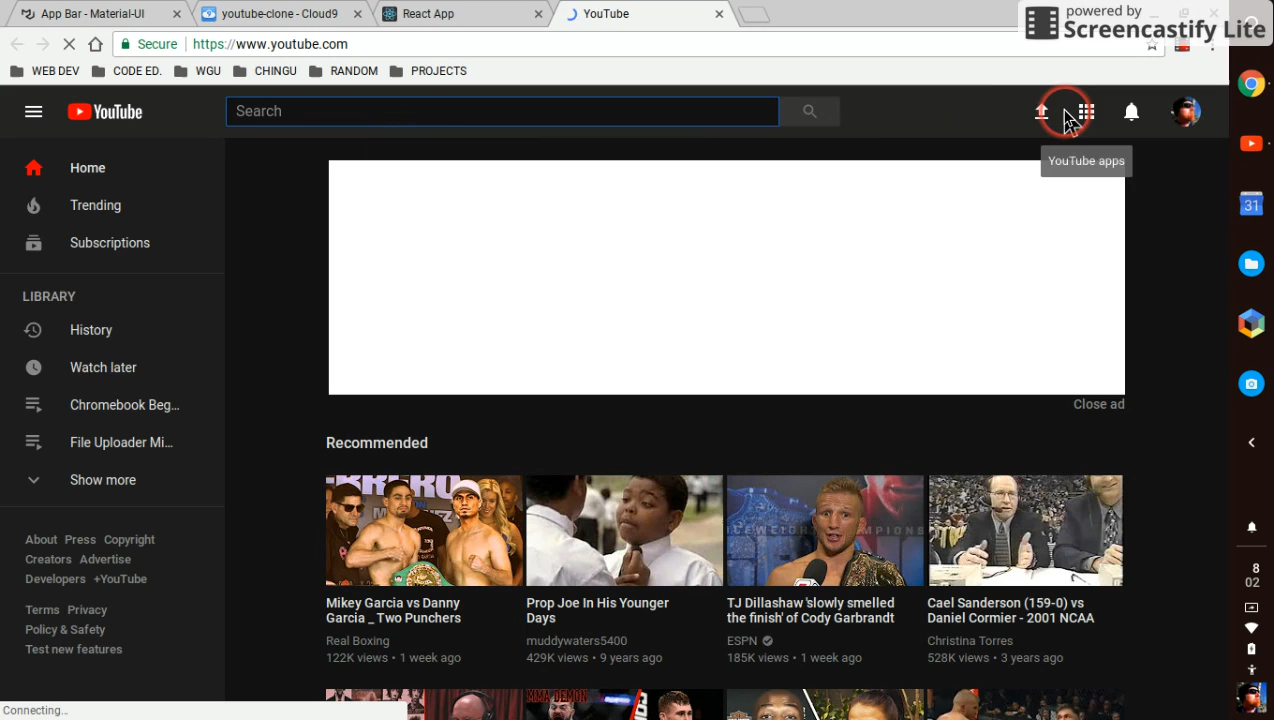 App Bar - Material-UI
youtube-clone - Cloud9
React App
YouTube
powered by
Screencastify Lite
Secure
https://www.youtube.com
WEB DEV
CODE ED.
WGU
CHINGU
RANDOM
PROJECTS
YouTube
Search
YouTube apps
Home
Trending
Subscriptions
LIBRARY
History
Watch later
Chromebook Beg...
File Uploader Mi...
Show more
About Press Copyright
Creators Advertise
Developers +YouTube
Terms Privacy
Policy & Safety
Test new features
Close ad
Recommended
Mikey Garcia vs Danny
Garcia _ Two Punchers
Real Boxing
122K views • 1 week ago
Prop Joe In His Younger
Days
muddywaters5400
429K views • 9 years ago
TJ Dillashaw 'slowly smelled
the finish' of Cody Garbrandt
ESPN
185K views • 1 week ago
Cael Sanderson (159-0) vs
Daniel Cormier - 2001 NCAA
Christina Torres
528K views • 3 years ago
Connecting...
31
8
02